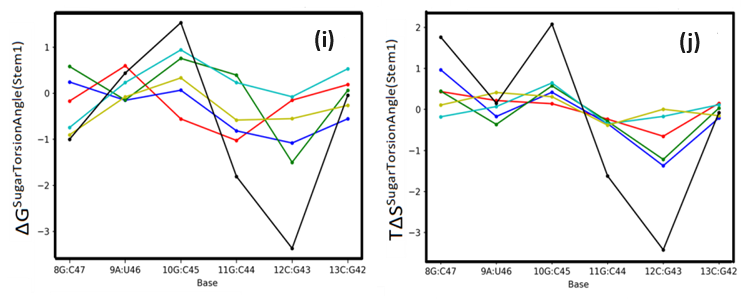 (i)
ΔG^SugarTorsionAngle(Stem1)
1
0
−1
−2
−3
8G:C47 9A:U46 10G:C45 11G:C44 12C:G43 13C:G42
Base
(j)
TΔS^SugarTorsionAngle(Stem1)
2
1
0
−1
−2
−3
8G:C47 9A:U46 10G:C45 11G:C44 12C:G43 13C:G42
Base